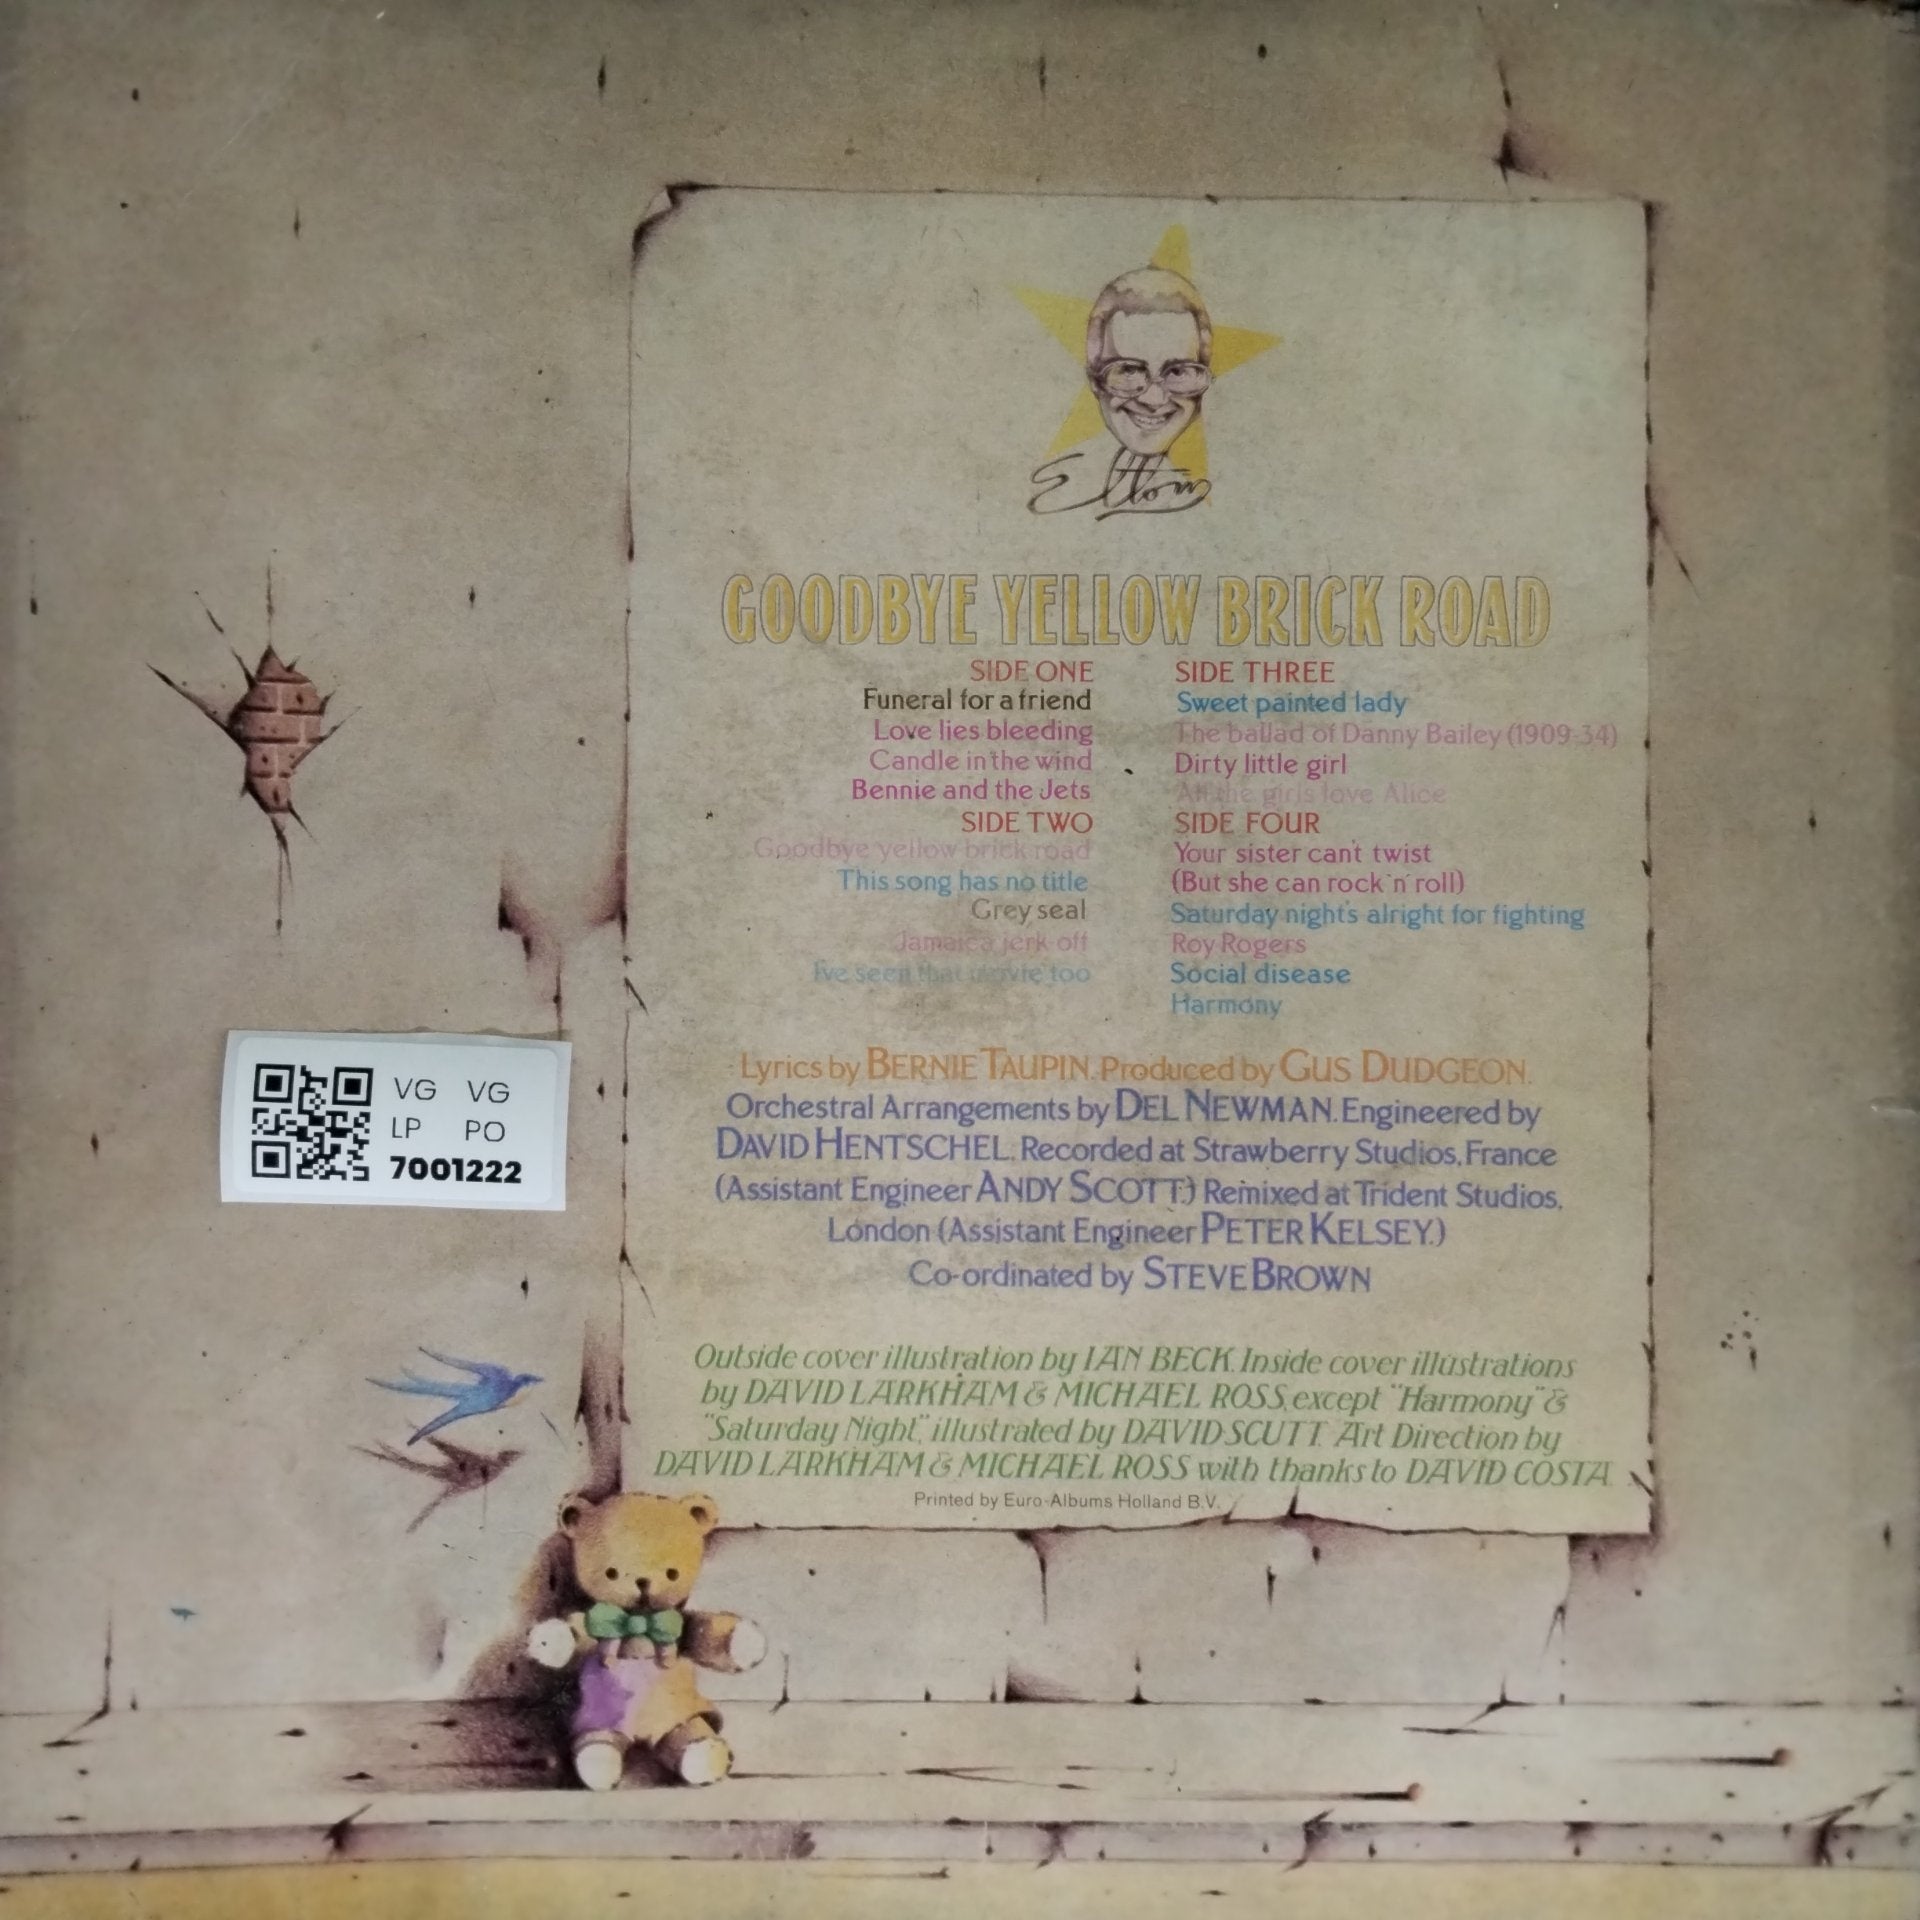 Elton
GOODBYE YELLOW BRICK ROAD
SIDE ONE
Funeral for a friend
Love lies bleeding
Candle in the wind
Bennie and the Jets
SIDE TWO
Goodbye yellow brick road
This song has no title
Grey seal
Jamaica jerk-off
I've seen that movie too
SIDE THREE
Sweet painted lady
The ballad of Danny Bailey (1909-34)
Dirty little girl
All the girls love Alice
SIDE FOUR
Your sister can't twist
(But she can rock 'n' roll)
Saturday night's alright for fighting
Roy Rogers
Social disease
Harmony
Lyrics by BERNIE TAUPIN. Produced by GUS DUDGEON.
Orchestral Arrangements by DEL NEWMAN. Engineered by
DAVID HENTSCHEL. Recorded at Strawberry Studios, France
(Assistant Engineer ANDY SCOTT.) Remixed at Trident Studios,
London (Assistant Engineer PETER KELSEY.)
Co-ordinated by STEVE BROWN
Outside cover illustration by IAN BECK. Inside cover illustrations
by DAVID LARKHAM & MICHAEL ROSS, except "Harmony" &
"Saturday Night," illustrated by DAVID SCUTT. Art Direction by
DAVID LARKHAM & MICHAEL ROSS with thanks to DAVID COSTA.
Printed by Euro-Albums Holland B.V.
VG VG
LP PO
7001222